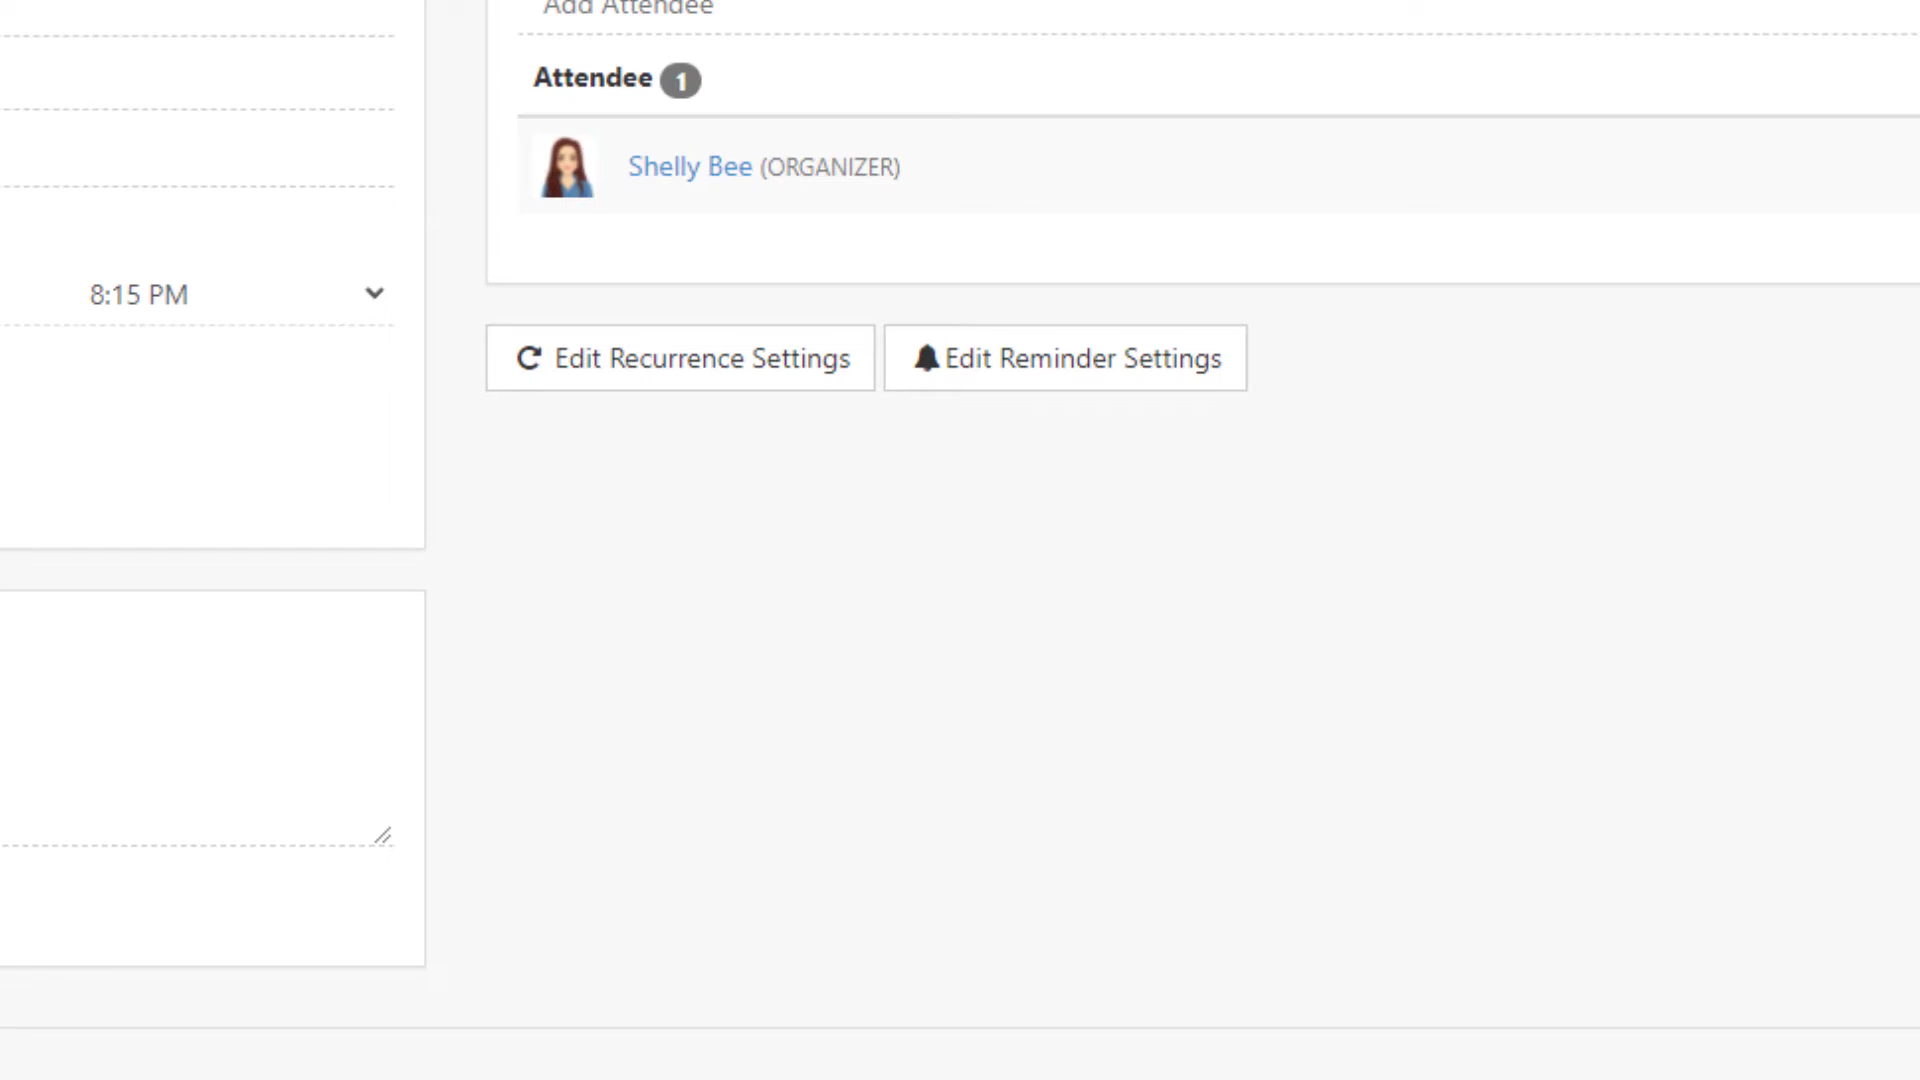 Add Attendee
Attendee 1
Shelly Bee (ORGANIZER)
8:15 PM
Edit Recurrence Settings
Edit Reminder Settings